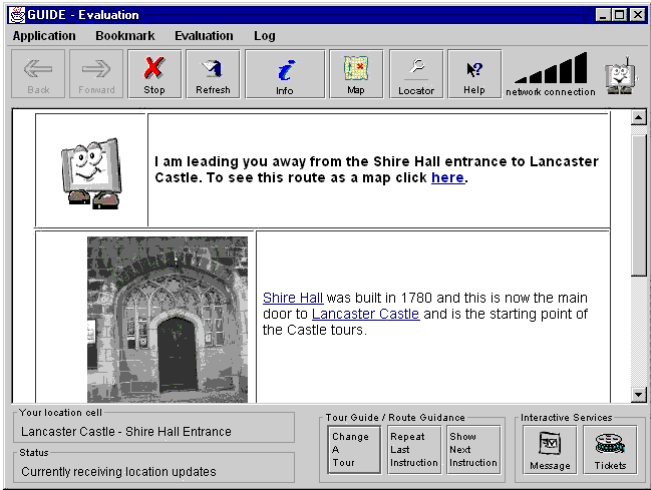 GUIDE - Evaluation
Application Bookmark Evaluation Log
Back Forward Stop Refresh Info Map Locator Help network connection
I am leading you away from the Shire Hall entrance to Lancaster
Castle. To see this route as a map click here.
Shire Hall was built in 1780 and this is now the main
door to Lancaster Castle and is the starting point of
the Castle tours.
Your location cell
Lancaster Castle - Shire Hall Entrance
Status
Currently receiving location updates
Tour Guide / Route Guidance
Change
A
Tour
Repeat
Last
Instruction
Show
Next
Instruction
Interactive Services
Message Tickets